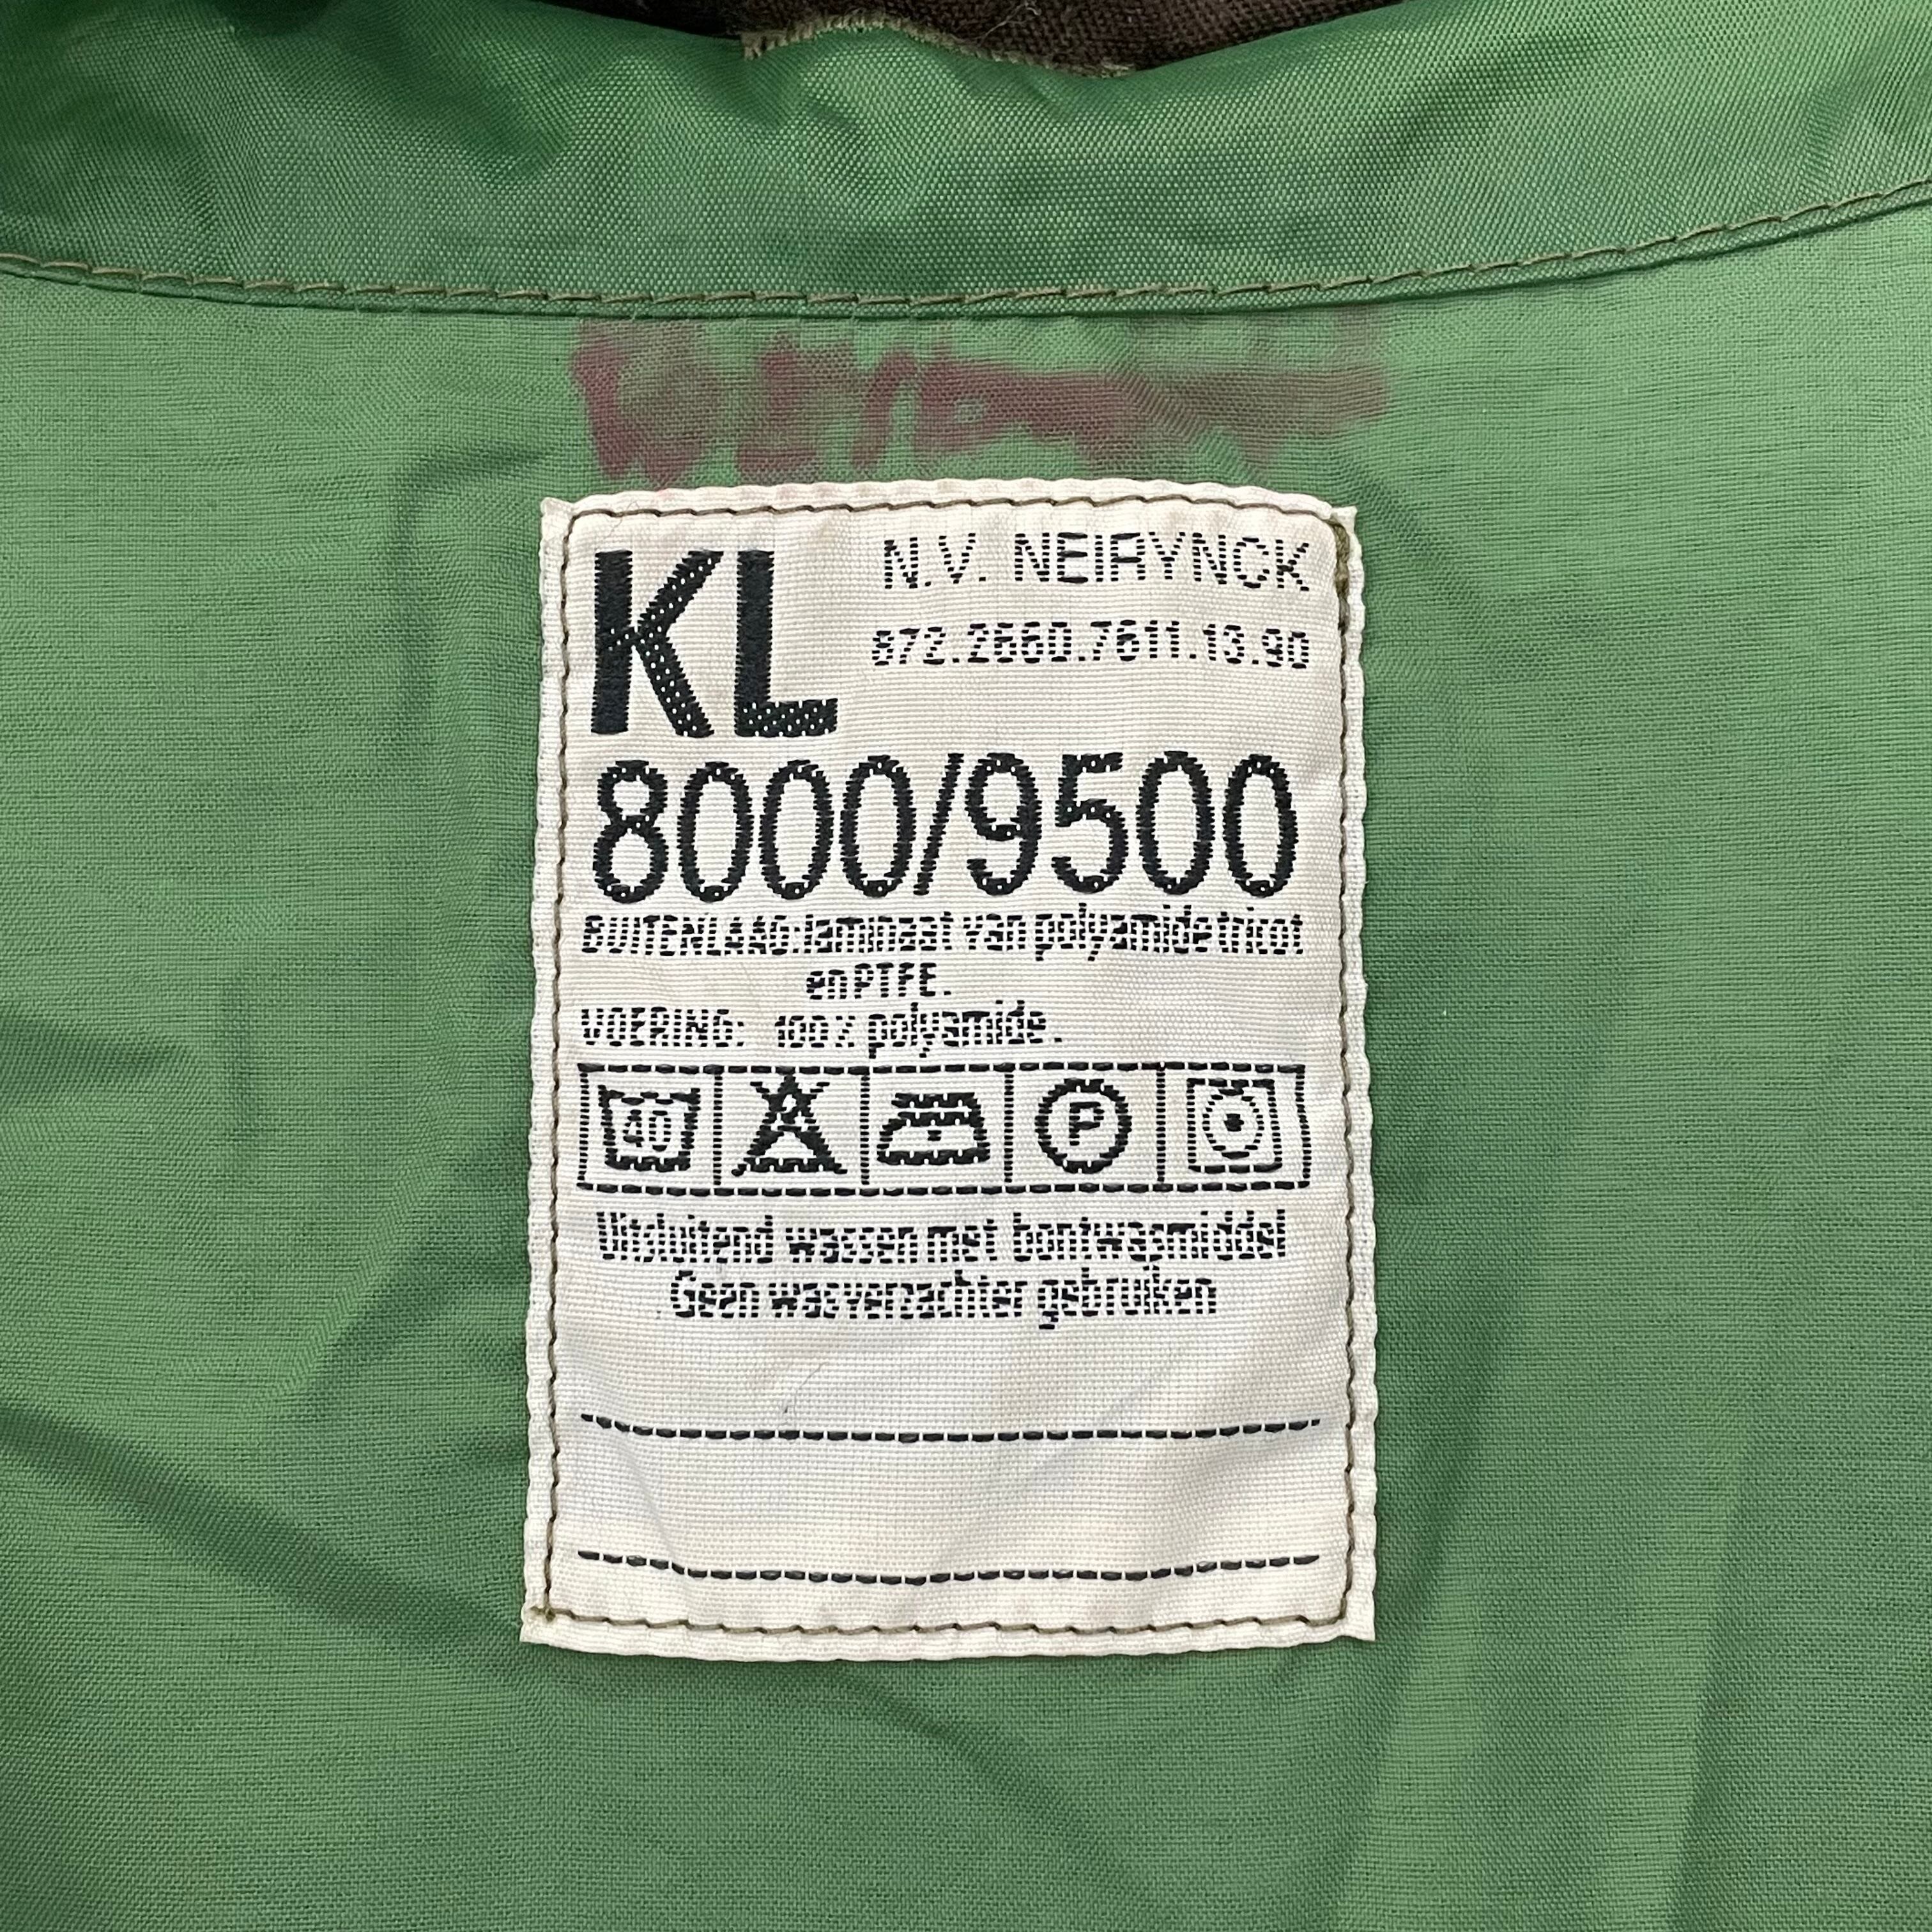 KL
N.V. NEIRYNCK
872.2660.7611.13.90
8000/9500
BUITENLAAG: laminaat van polyamide tricot
en PTFE.
VOERING: 100% polyamide.
40 P
Uitsluitend wassen met bontwasmiddel
Geen wasverzachter gebruiken